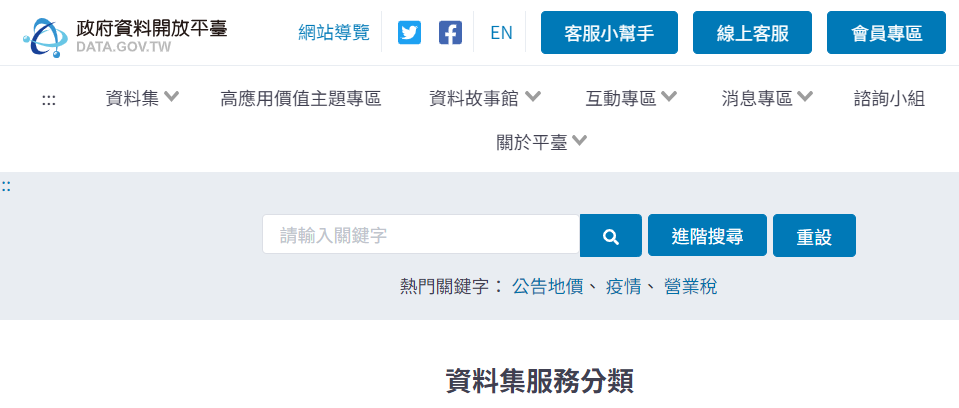 政府資料開放平臺
DATA.GOV.TW
網站導覽 EN 客服小幫手 線上客服 會員專區
::: 資料集 高應用價值主題專區 資料故事館 互動專區 消息專區 諮詢小組
關於平臺
::
請輸入關鍵字 進階搜尋 重設
熱門關鍵字： 公告地價、 疫情、 營業稅
資料集服務分類